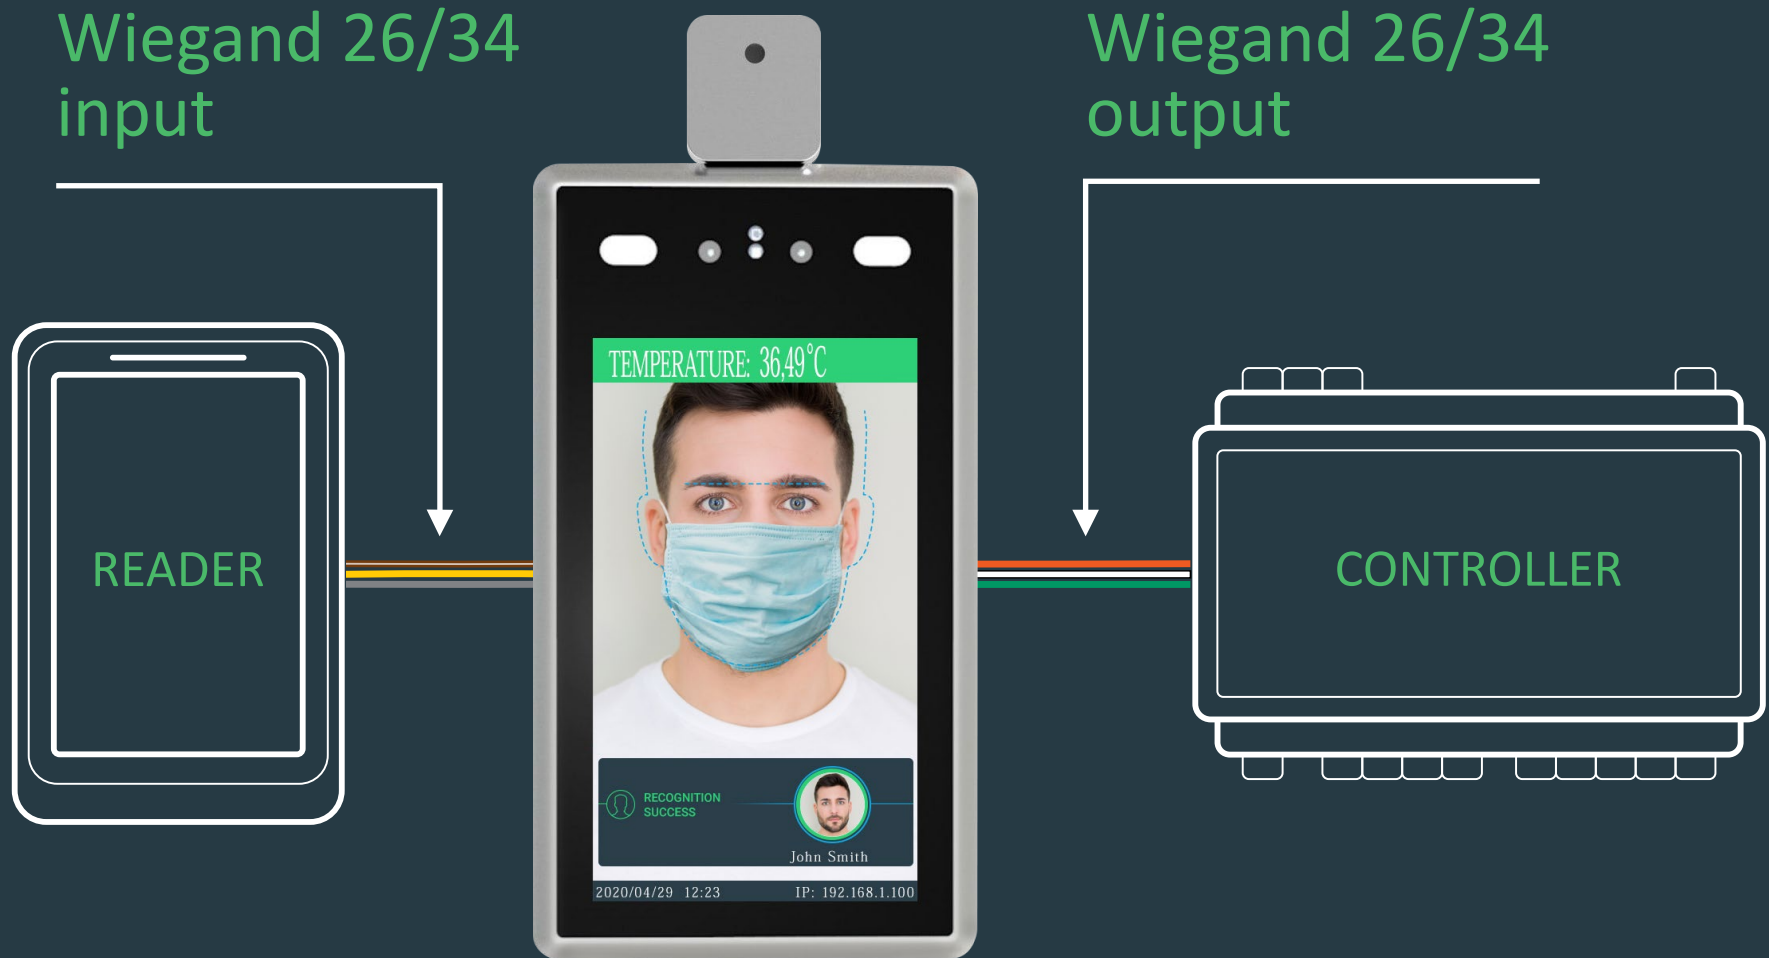 Wiegand 26/34
input
Wiegand 26/34
output
TEMPERATURE: 36,49°C
READER
CONTROLLER
RECOGNITION
SUCCESS
John Smith
2020/04/29 12:23
IP: 192.168.1.100